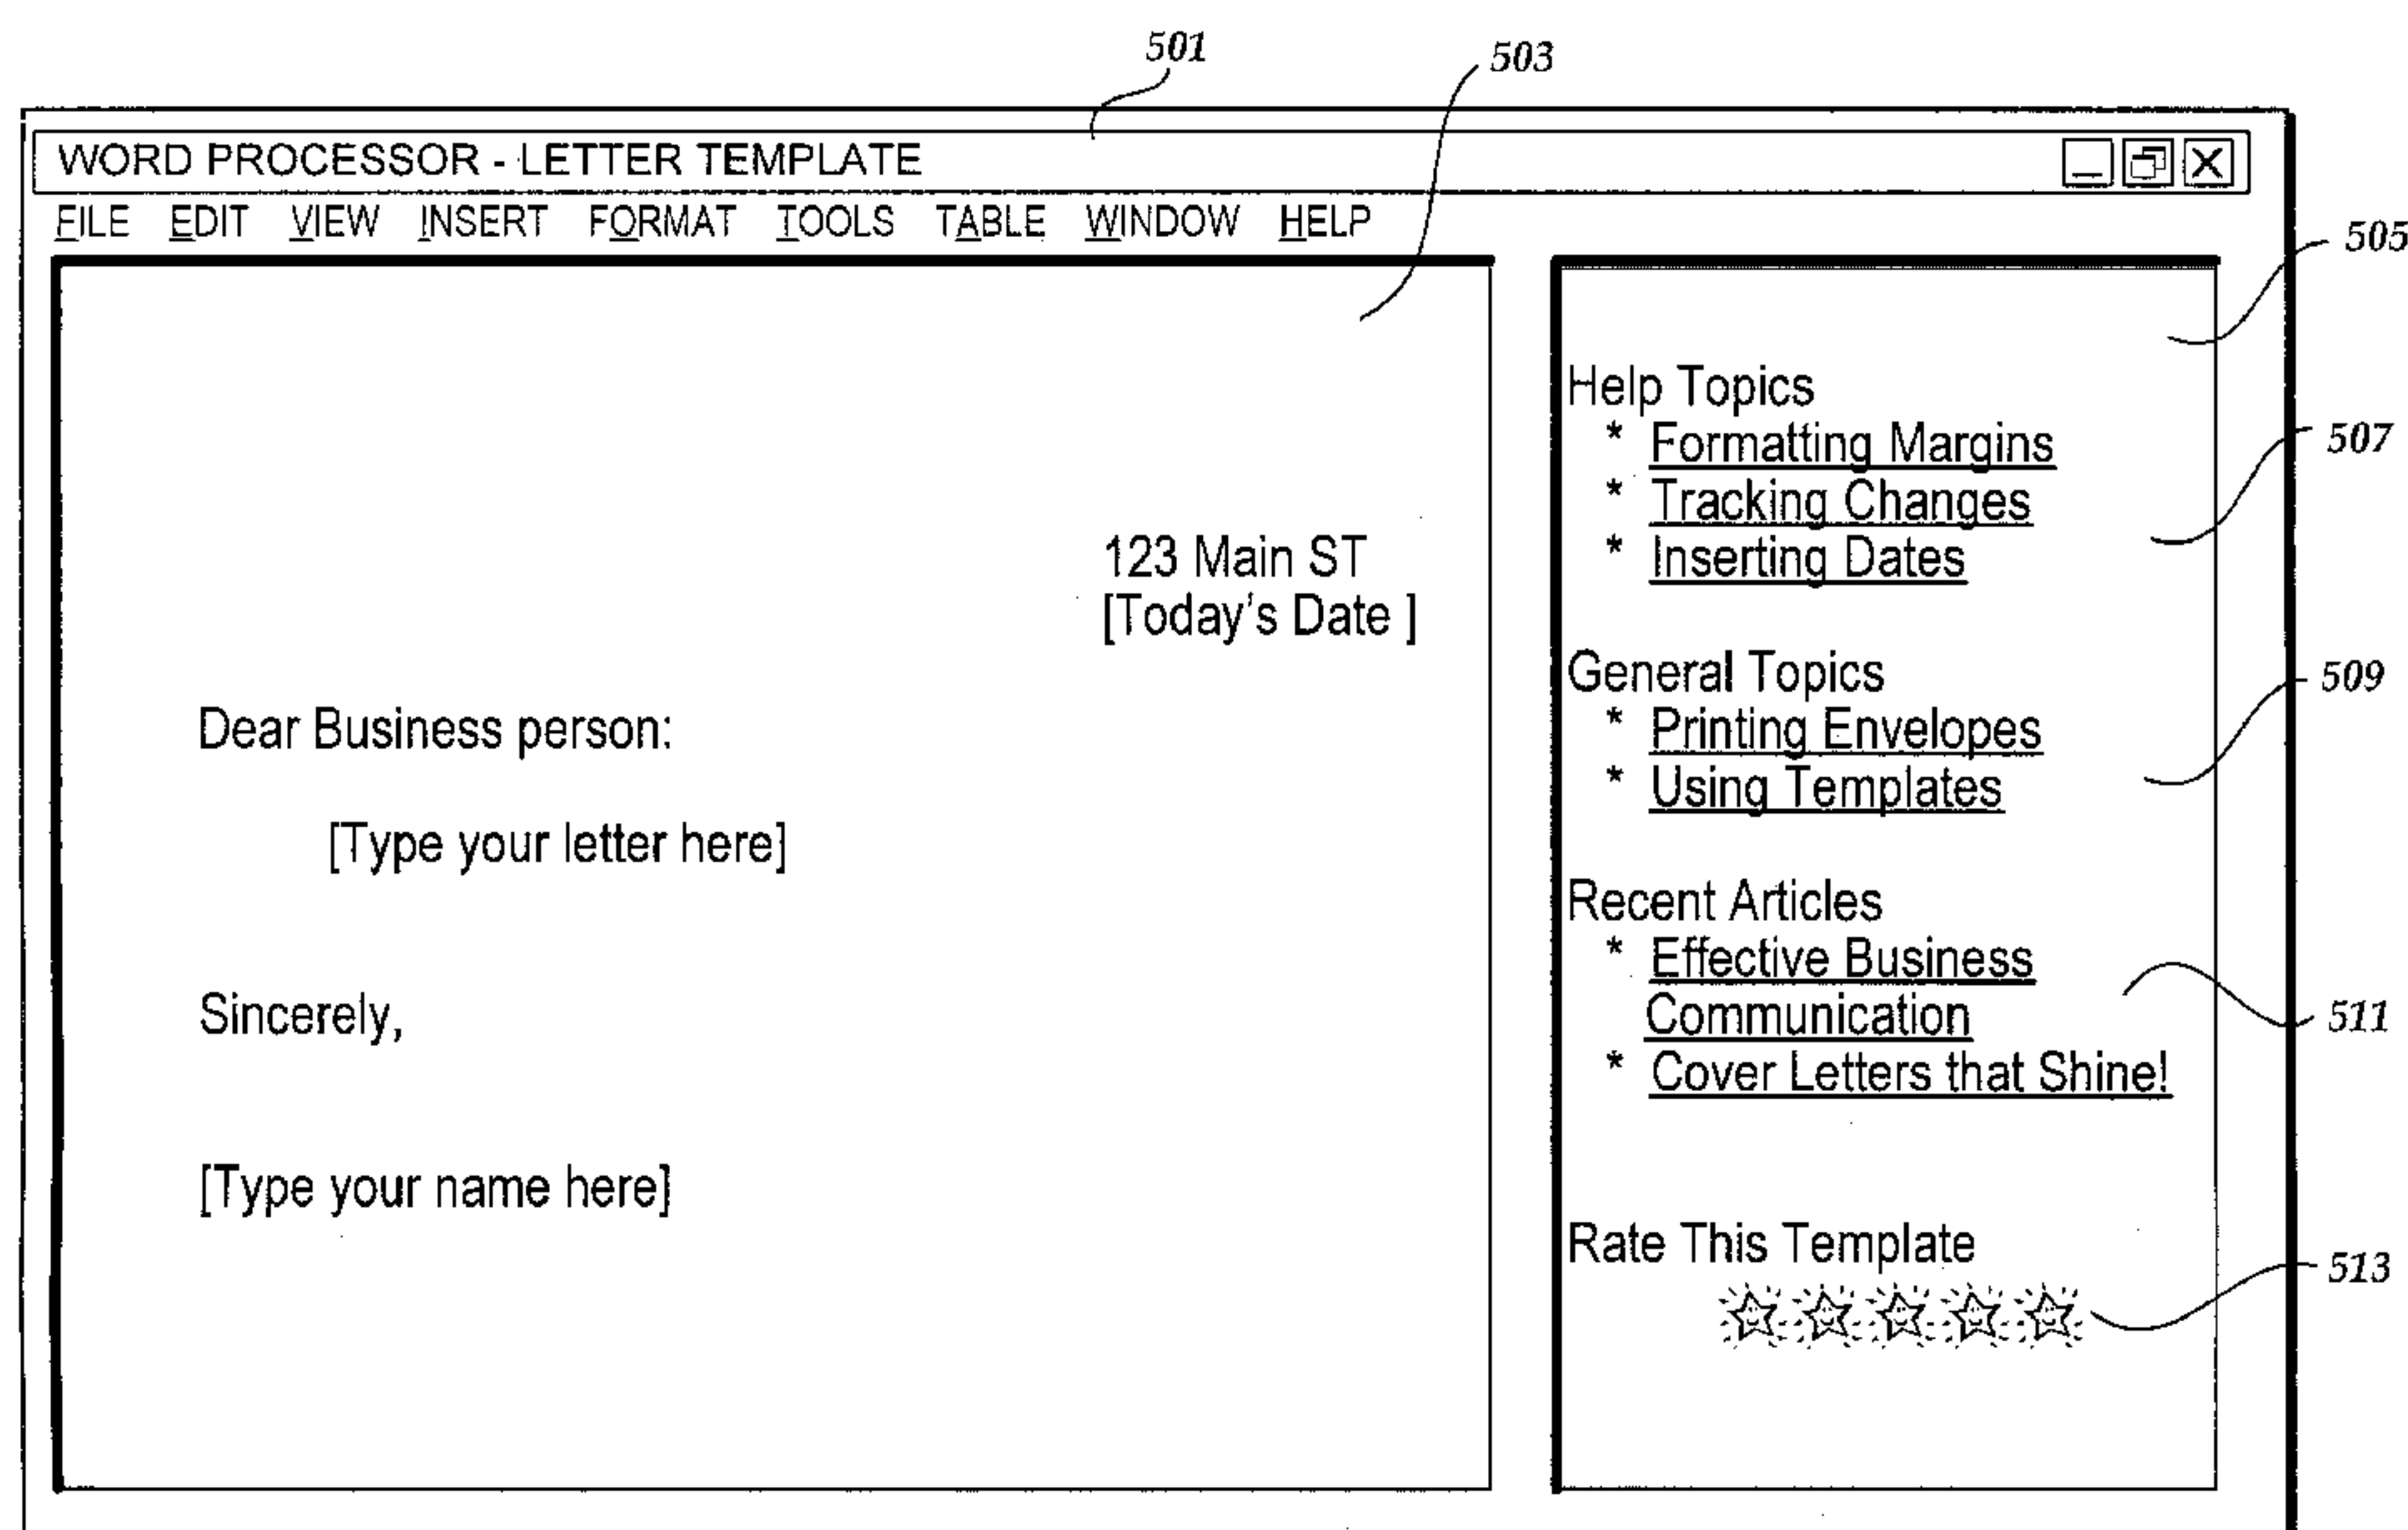 501
503
WORD PROCESSOR - LETTER TEMPLATE
FILE EDIT VIEW INSERT FORMAT TOOLS TABLE WINDOW HELP
505
123 Main ST
[Today's Date ]
Dear Business person:
[Type your letter here]
Sincerely,
[Type your name here]
Help Topics
* Formatting Margins
* Tracking Changes
* Inserting Dates
507
General Topics
* Printing Envelopes
* Using Templates
509
Recent Articles
* Effective Business
Communication
* Cover Letters that Shine!
511
Rate This Template
513